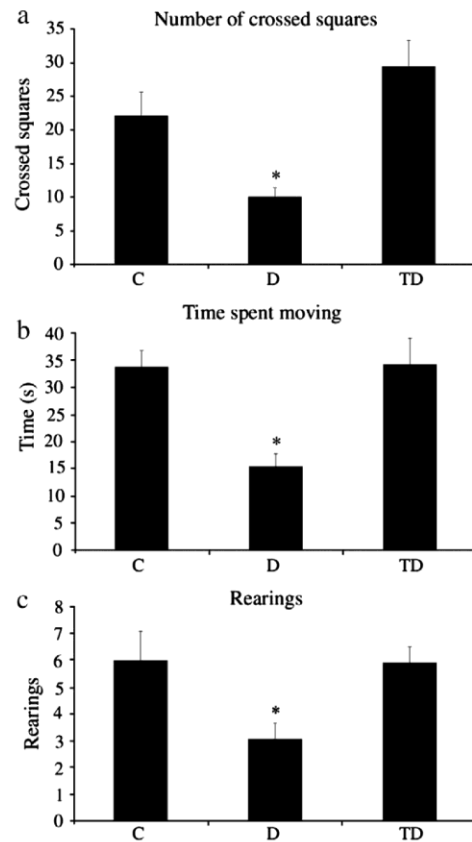 a
Number of crossed squares
Crossed squares
35
30
25
20
15
10
5
0
*
C D TD
b
Time spent moving
Time (s)
40
35
30
25
20
15
10
5
0
*
C D TD
c
Rearings
Rearings
8
7
6
5
4
3
2
1
0
*
C D TD